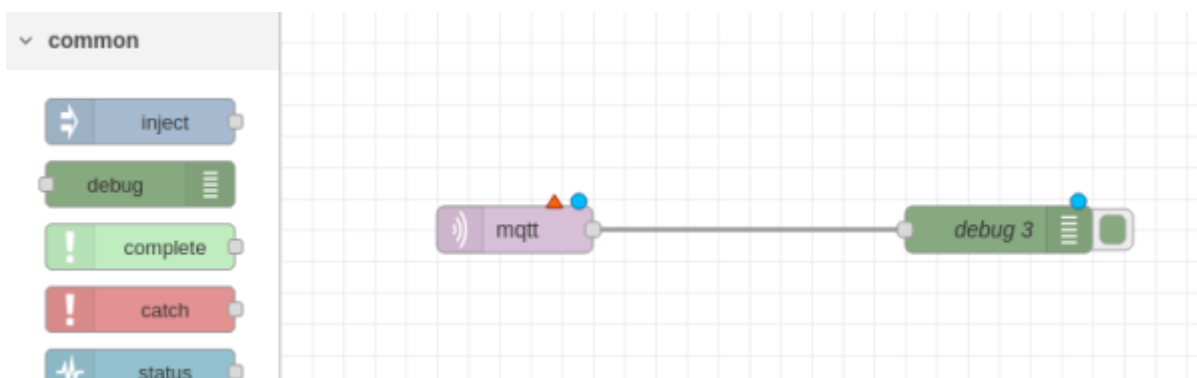 common
inject
debug
complete
catch
status
mqtt
debug 3